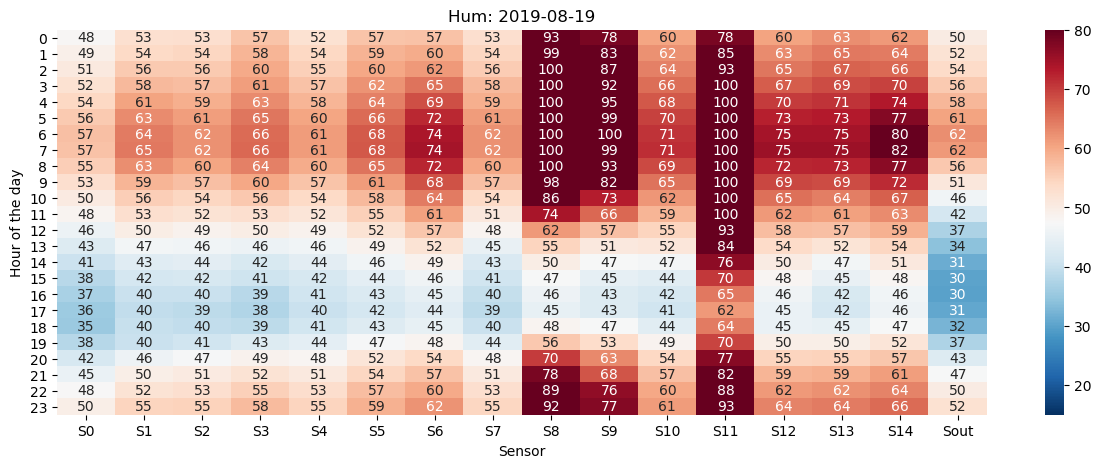 Hum: 2019-08-19
Hour of the day
0 48 53 53 57 52 57 57 53 93 78 60 78 60 63 62 50
1 49 54 54 58 54 59 60 54 99 83 62 85 63 65 64 52
2 51 56 56 60 55 60 62 56 100 87 64 93 65 67 66 54
3 52 58 57 61 57 62 65 58 100 92 66 100 67 69 70 56
4 54 61 59 63 58 64 69 59 100 95 68 100 70 71 74 58
5 56 63 61 65 60 66 72 61 100 99 70 100 73 73 77 61
6 57 64 62 66 61 68 74 62 100 100 71 100 75 75 80 62
7 57 65 62 66 61 68 74 62 100 99 71 100 75 75 82 62
8 55 63 60 64 60 65 72 60 100 93 69 100 72 73 77 56
9 53 59 57 60 57 61 68 57 98 82 65 100 69 69 72 51
10 50 56 54 56 54 58 64 54 86 73 62 100 65 64 67 46
11 48 53 52 53 52 55 61 51 74 66 59 100 62 61 63 42
12 46 50 49 50 49 52 57 48 62 57 55 93 58 57 59 37
13 43 47 46 46 46 49 52 45 55 51 52 84 54 52 54 34
14 41 43 44 42 44 46 49 43 50 47 47 76 50 47 51 31
15 38 42 42 41 42 44 46 41 47 45 44 70 48 45 48 30
16 37 40 40 39 41 43 45 40 46 43 42 65 46 42 46 30
17 36 40 39 38 40 42 44 39 45 43 41 62 45 42 46 31
18 35 40 40 39 41 43 45 40 48 47 44 64 45 45 47 32
19 38 40 41 43 44 47 48 44 56 53 49 70 50 50 52 37
20 42 46 47 49 48 52 54 48 70 63 54 77 55 55 57 43
21 45 50 51 52 51 54 57 51 78 68 57 82 59 59 61 47
22 48 52 53 55 53 57 60 53 89 76 60 88 62 62 64 50
23 50 55 55 58 55 59 62 55 92 77 61 93 64 64 66 52
S0 S1 S2 S3 S4 S5 S6 S7 S8 S9 S10 S11 S12 S13 S14 Sout
Sensor
80
70
60
50
40
30
20